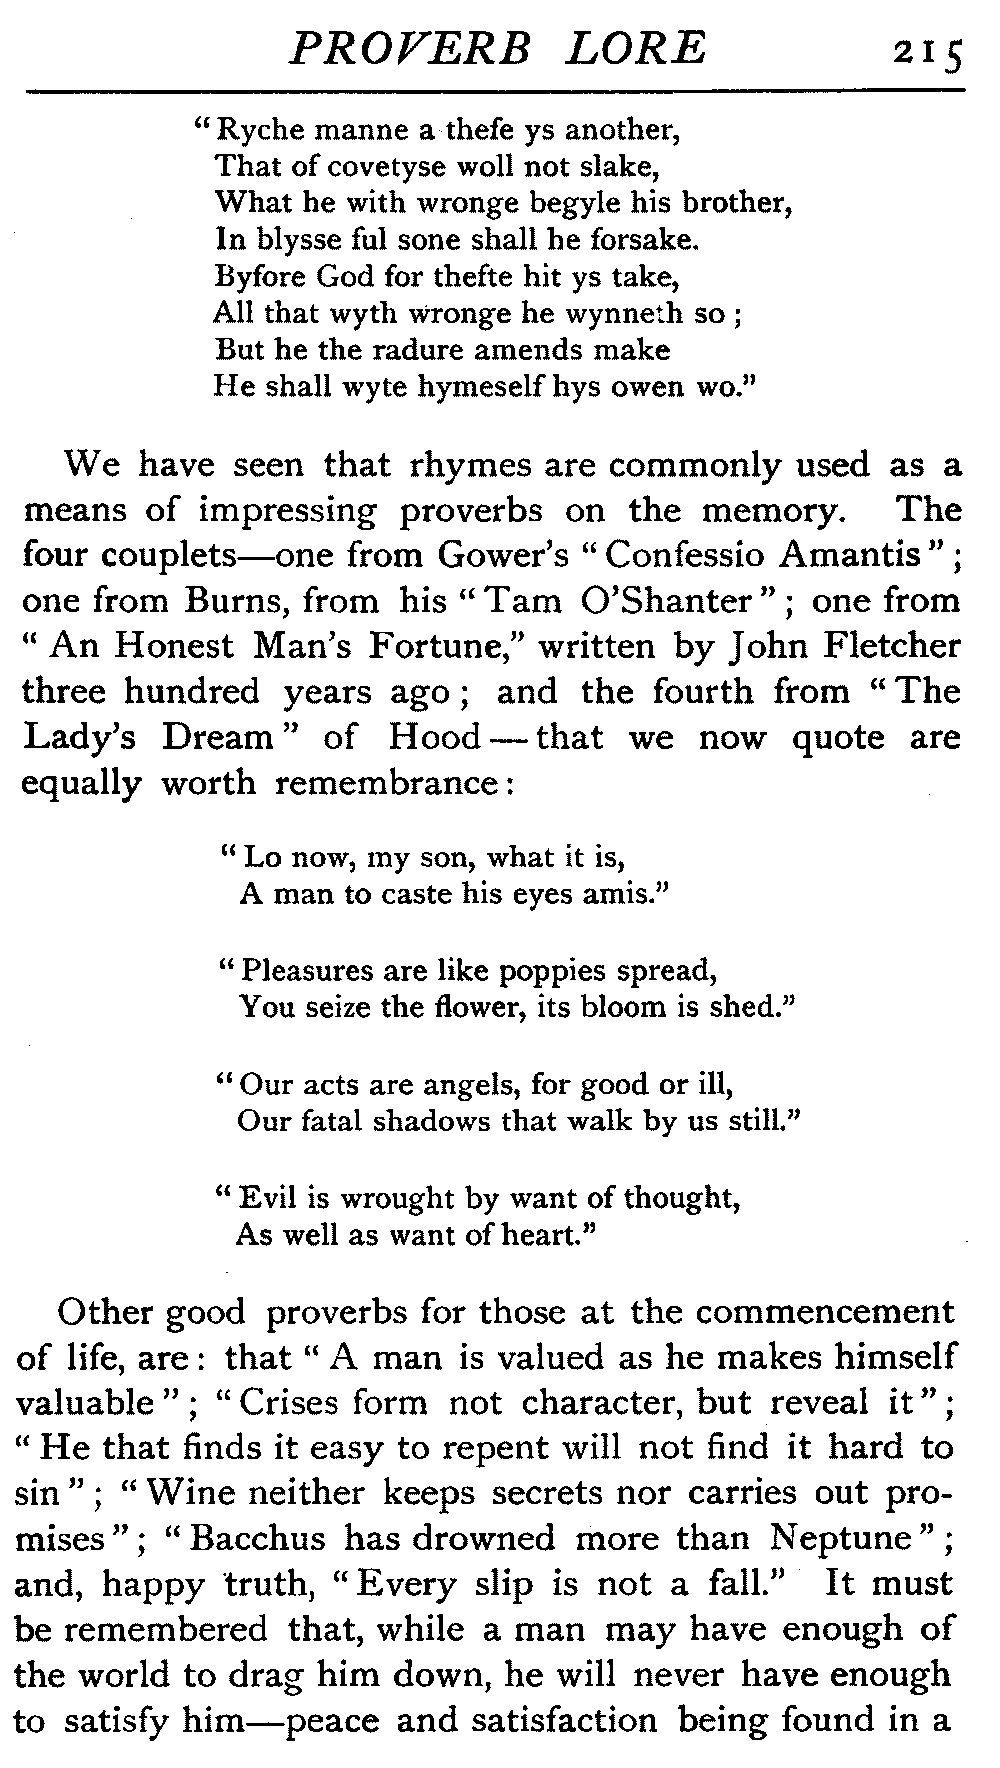 PROVERB LORE 215
“Ryche manne a thefe ys another,
That of covetyse woll not slake,
What he with wronge begyle his brother,
In blysse ful sone shall he forsake.
Byfore God for thefte hit ys take,
All that wyth wronge he wynneth so ;
But he the radure amends make
He shall wyte hymeself hys owen wo.”
We have seen that rhymes are commonly used as a
means of impressing proverbs on the memory. The
four couplets—one from Gower’s “Confessio Amantis” ;
one from Burns, from his “Tam O’Shanter” ; one from
“An Honest Man’s Fortune,” written by John Fletcher
three hundred years ago ; and the fourth from “The
Lady’s Dream” of Hood—that we now quote are
equally worth remembrance :
“Lo now, my son, what it is,
A man to caste his eyes amis.”
“Pleasures are like poppies spread,
You seize the flower, its bloom is shed.”
“Our acts are angels, for good or ill,
Our fatal shadows that walk by us still.”
“Evil is wrought by want of thought,
As well as want of heart.”
Other good proverbs for those at the commencement
of life, are : that “A man is valued as he makes himself
valuable” ; “Crises form not character, but reveal it” ;
“He that finds it easy to repent will not find it hard to
sin” ; “Wine neither keeps secrets nor carries out pro-
mises” ; “Bacchus has drowned more than Neptune” ;
and, happy truth, “Every slip is not a fall.” It must
be remembered that, while a man may have enough of
the world to drag him down, he will never have enough
to satisfy him—peace and satisfaction being found in a